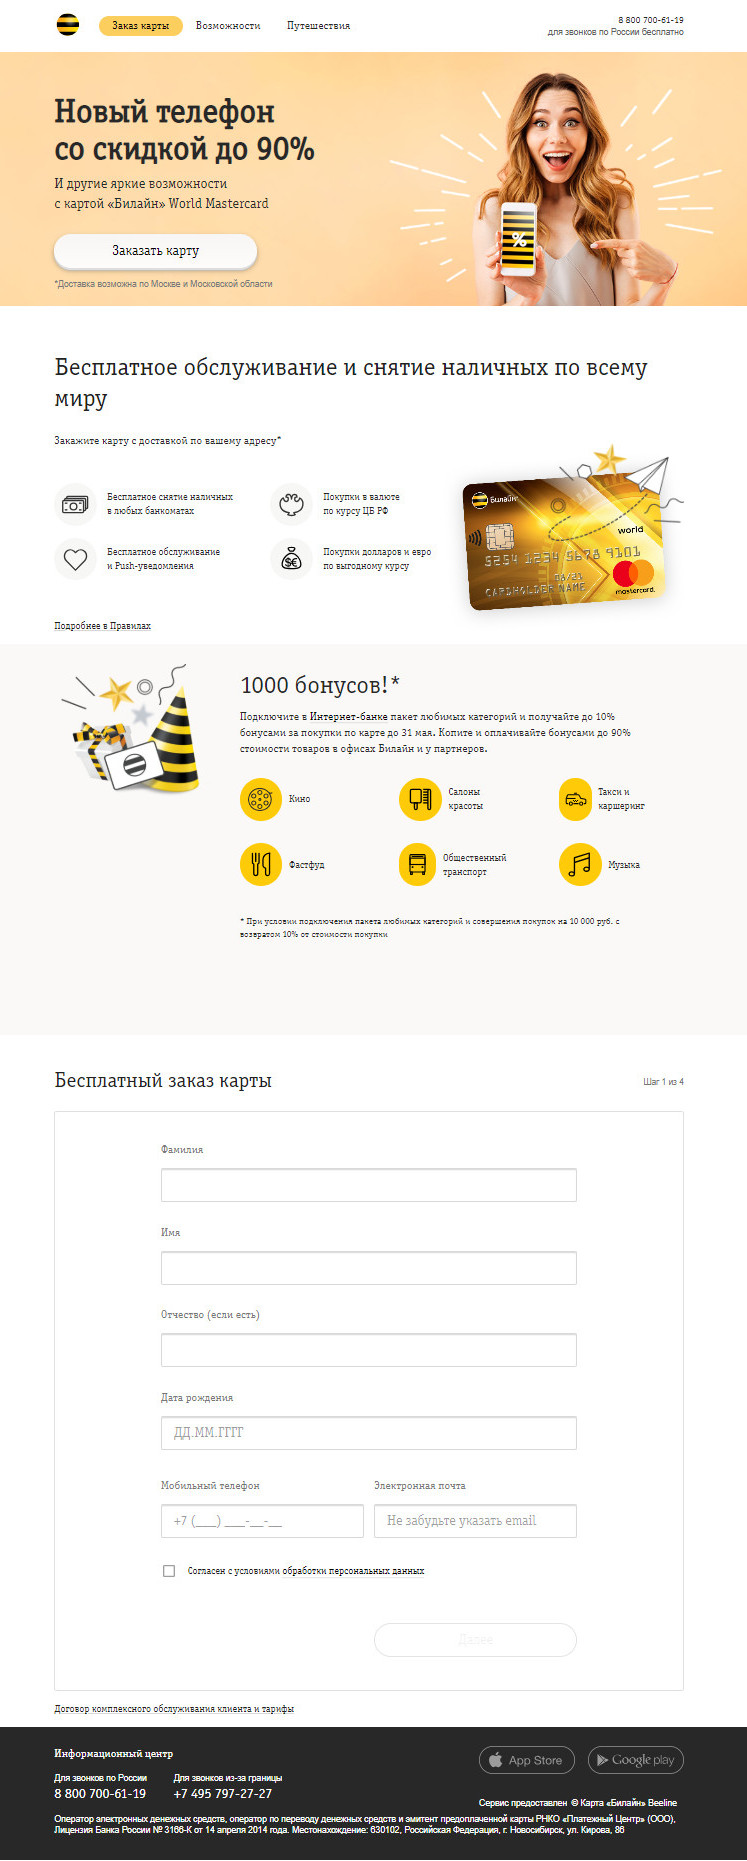 Заказ карты
Возможности
Путешествия
8 800 700-61-19
для звонков по России бесплатно
Новый телефон
со скидкой до 90%
И другие яркие возможности
с картой «Билайн» World Mastercard
%
Заказать карту
*Доставка возможна по Москве и Московской области
Бесплатное обслуживание и снятие наличных по всему
миру
Закажите карту с доставкой по вашему адресу*
Бесплатное снятие наличных
в любых банкоматах
Покупки в валюте
по курсу ЦБ РФ
Бесплатное обслуживание
и Push-уведомления
Покупки долларов и евро
по выгодному курсу
Билайн
world
5254 1234 5678 9101
CARDHOLDER NAME
mastercard.
Подробнее в Правилах
1000 бонусов!*
Подключите в Интернет-банке пакет любимых категорий и получайте до 10%
бонусами за покупки по карте до 31 мая. Копите и оплачивайте бонусами до 90%
стоимости товаров в офисах Билайн и у партнеров.
Кино
Салоны
красоты
Такси и
каршеринг
Фастфуд
Общественный
транспорт
Музыка
* При условии подключения пакета любимых категорий и совершения покупок на 10 000 руб. с
возвратом 10% от стоимости покупки
Бесплатный заказ карты
Шаг 1 из 4
Фамилия
Имя
Отчество (если есть)
Дата рождения
ДД.ММ.ГГГГ
Мобильный телефон
Электронная почта
+7 (___) ___-__-__
Не забудьте указать email
Согласен с условиями обработки персональных данных
Далее
Договор комплексного обслуживания клиента и тарифы
Информационный центр
App Store
Google play
Для звонков по России
Для звонков из-за границы
8 800 700-61-19
+7 495 797-27-27
Сервис предоставлен © Карта «Билайн» Beeline
Оператор электронных денежных средств, оператор по переводу денежных средств и эмитент предоплаченной карты РНКО «Платежный Центр» (ООО),
Лицензия Банка России № 3166-К от 14 апреля 2014 года. Местонахождение: 630102, Российская Федерация, г. Новосибирск, ул. Кирова, 86